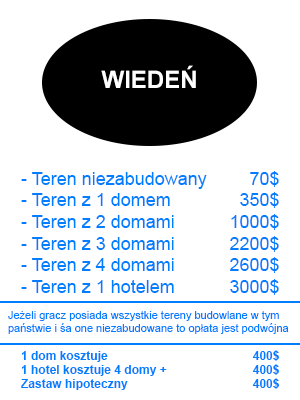 WIEDEŃ
- Teren niezabudowany 70$
- Teren z 1 domem 350$
- Teren z 2 domami 1000$
- Teren z 3 domami 2200$
- Teren z 4 domami 2600$
- Teren z 1 hotelem 3000$
Jeżeli gracz posiada wszystkie tereny budowlane w tym
państwie i śa one niezabudowane to opłata jest podwójna
1 dom kosztuje 400$
1 hotel kosztuje 4 domy + 400$
Zastaw hipoteczny 400$